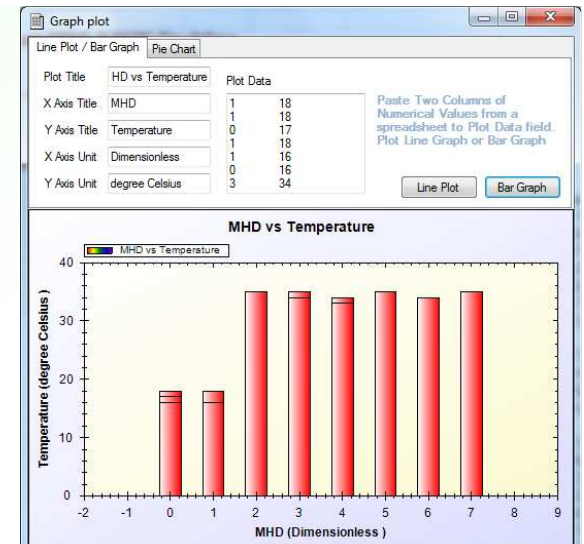 Graph plot
Line Plot / Bar Graph
Pie Chart
Plot Title
HD vs Temperature
Plot Data
X Axis Title
MHD
Y Axis Title
Temperature
X Axis Unit
Dimensionless
Y Axis Unit
degree Celsius
1 18
1 18
0 17
1 18
1 16
0 16
3 34
Paste Two Columns of
Numerical Values from a
spreadsheet to Plot Data field.
Plot Line Graph or Bar Graph
Line Plot
Bar Graph
MHD vs Temperature
MHD vs Temperature
Temperature (degree Celsius )
40
30
20
10
0
-2 -1 0 1 2 3 4 5 6 7 8 9
MHD (Dimensionless )